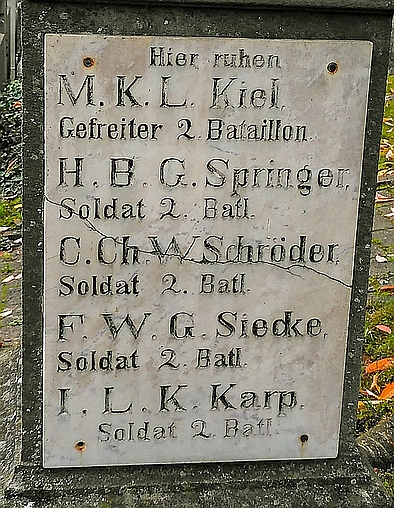 Hier ruhen
M. K. L. Kiel.
Gefreiter 2. Bataillon.
H. B. G. Springer,
Soldat 2. Batl.
C. Ch. W. Schröder,
Soldat 2. Batl.
F. W. G. Siecke,
Soldat 2. Batl.
I. L. K. Karp.
Soldat 2. Batl.